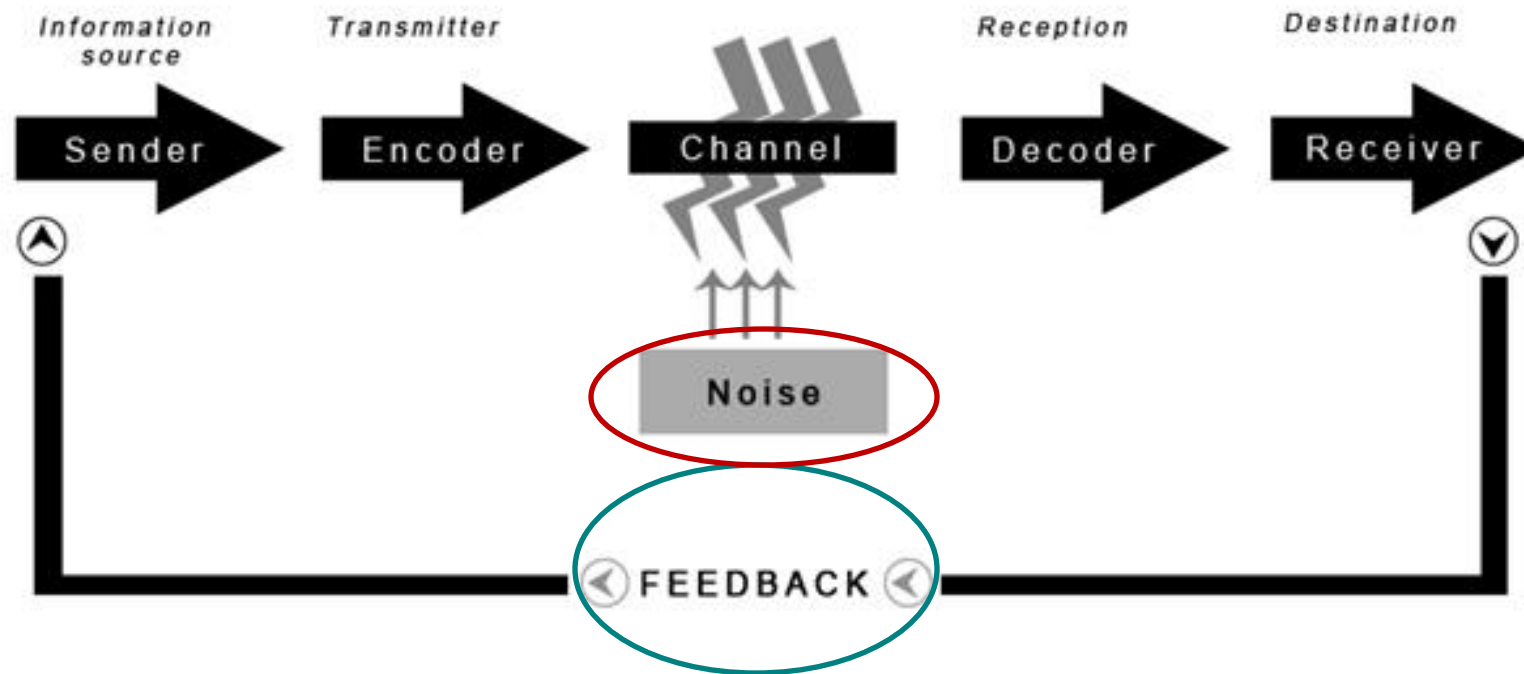 Information
source
Transmitter
Reception
Destination
Sender
Encoder
Channel
Decoder
Receiver
Noise
FEEDBACK